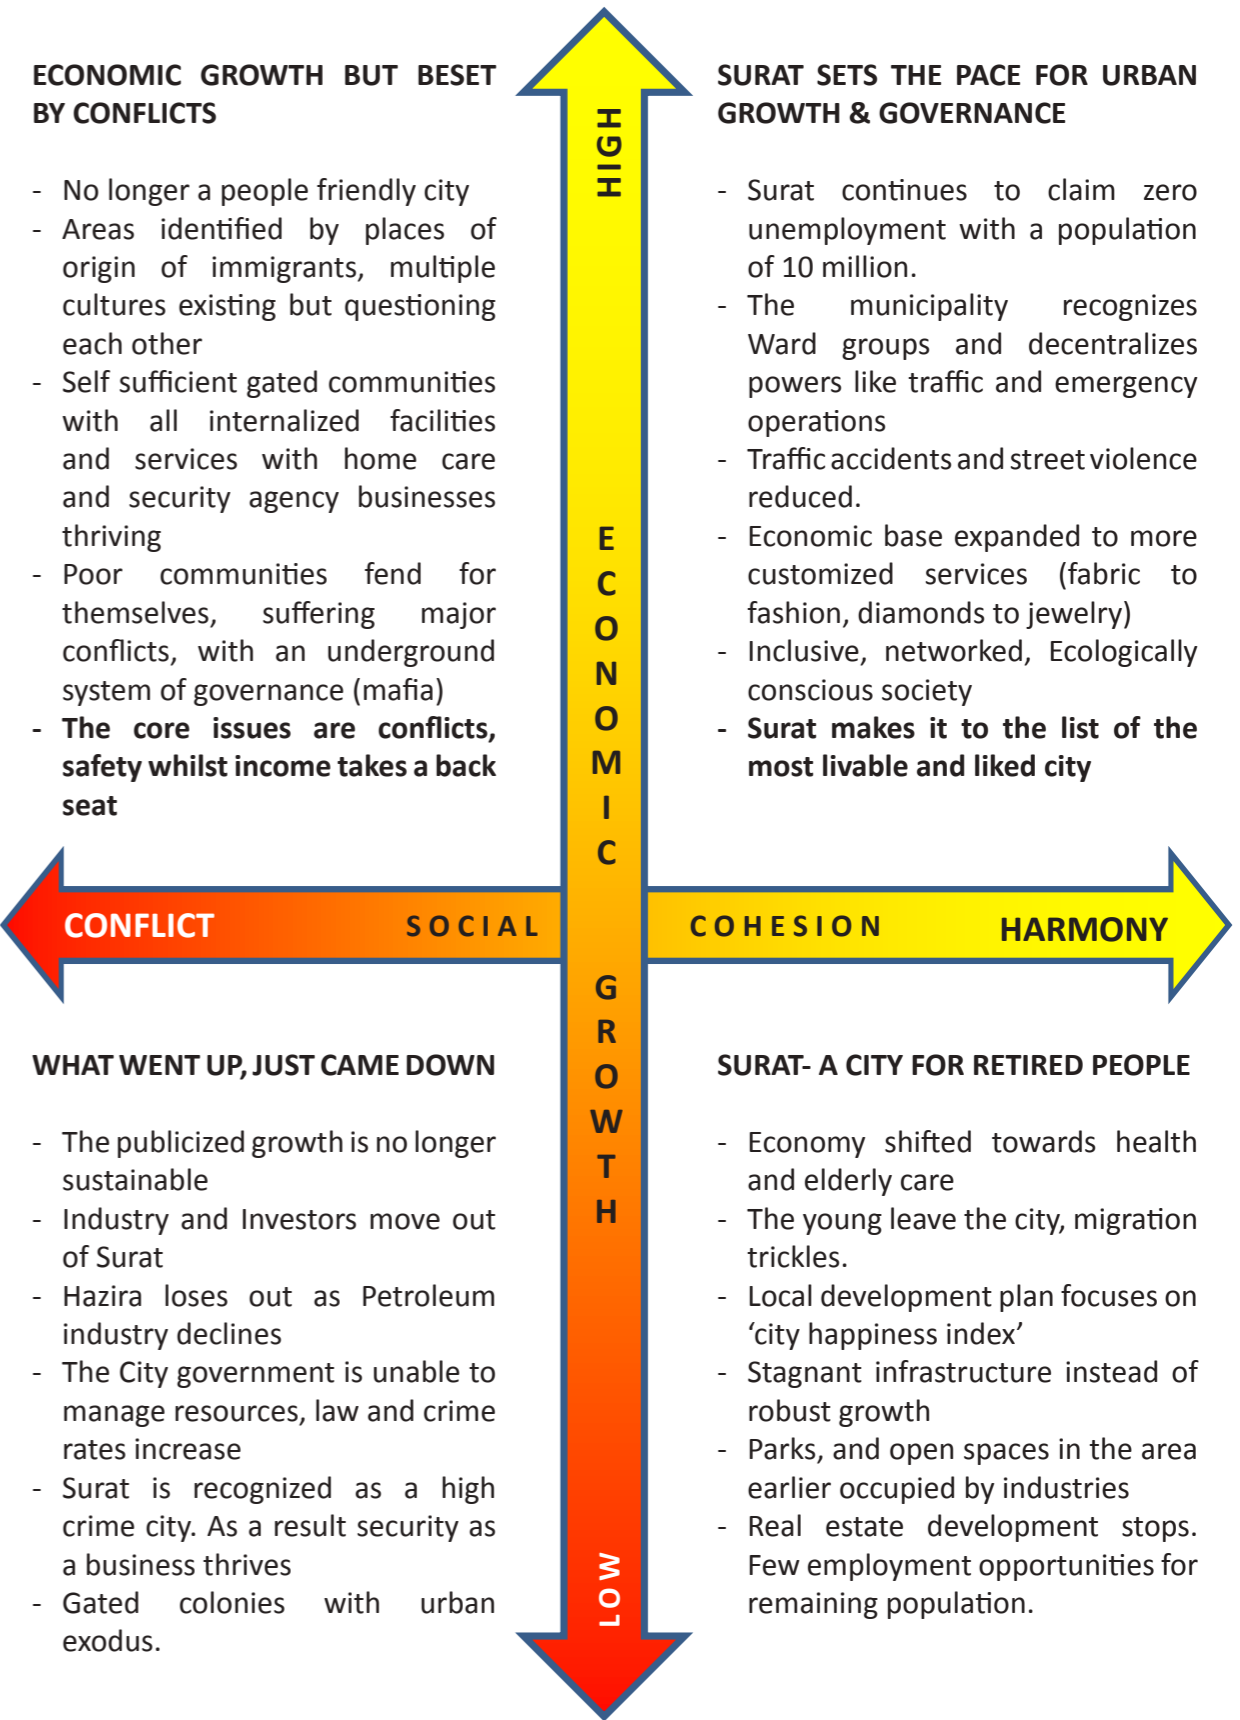 ECONOMIC GROWTH BUT BESET
BY CONFLICTS
- No longer a people friendly city
- Areas identified by places of
origin of immigrants, multiple
cultures existing but questioning
each other
- Self sufficient gated communities
with all internalized facilities
and services with home care
and security agency businesses
thriving
- Poor communities fend for
themselves, suffering major
conflicts, with an underground
system of governance (mafia)
- The core issues are conflicts,
safety whilst income takes a back
seat
HIGH
ECONOMIC
GROWTH
LOW
SURAT SETS THE PACE FOR URBAN
GROWTH & GOVERNANCE
- Surat continues to claim zero
unemployment with a population
of 10 million.
- The municipality recognizes
Ward groups and decentralizes
powers like traffic and emergency
operations
- Traffic accidents and street violence
reduced.
- Economic base expanded to more
customized services (fabric to
fashion, diamonds to jewelry)
- Inclusive, networked, Ecologically
conscious society
- Surat makes it to the list of the
most livable and liked city
CONFLICT SOCIAL COHESION HARMONY
WHAT WENT UP, JUST CAME DOWN
- The publicized growth is no longer
sustainable
- Industry and Investors move out
of Surat
- Hazira loses out as Petroleum
industry declines
- The City government is unable to
manage resources, law and crime
rates increase
- Surat is recognized as a high
crime city. As a result security as
a business thrives
- Gated colonies with urban
exodus.
SURAT- A CITY FOR RETIRED PEOPLE
- Economy shifted towards health
and elderly care
- The young leave the city, migration
trickles.
- Local development plan focuses on
‘city happiness index’
- Stagnant infrastructure instead of
robust growth
- Parks, and open spaces in the area
earlier occupied by industries
- Real estate development stops.
Few employment opportunities for
remaining population.